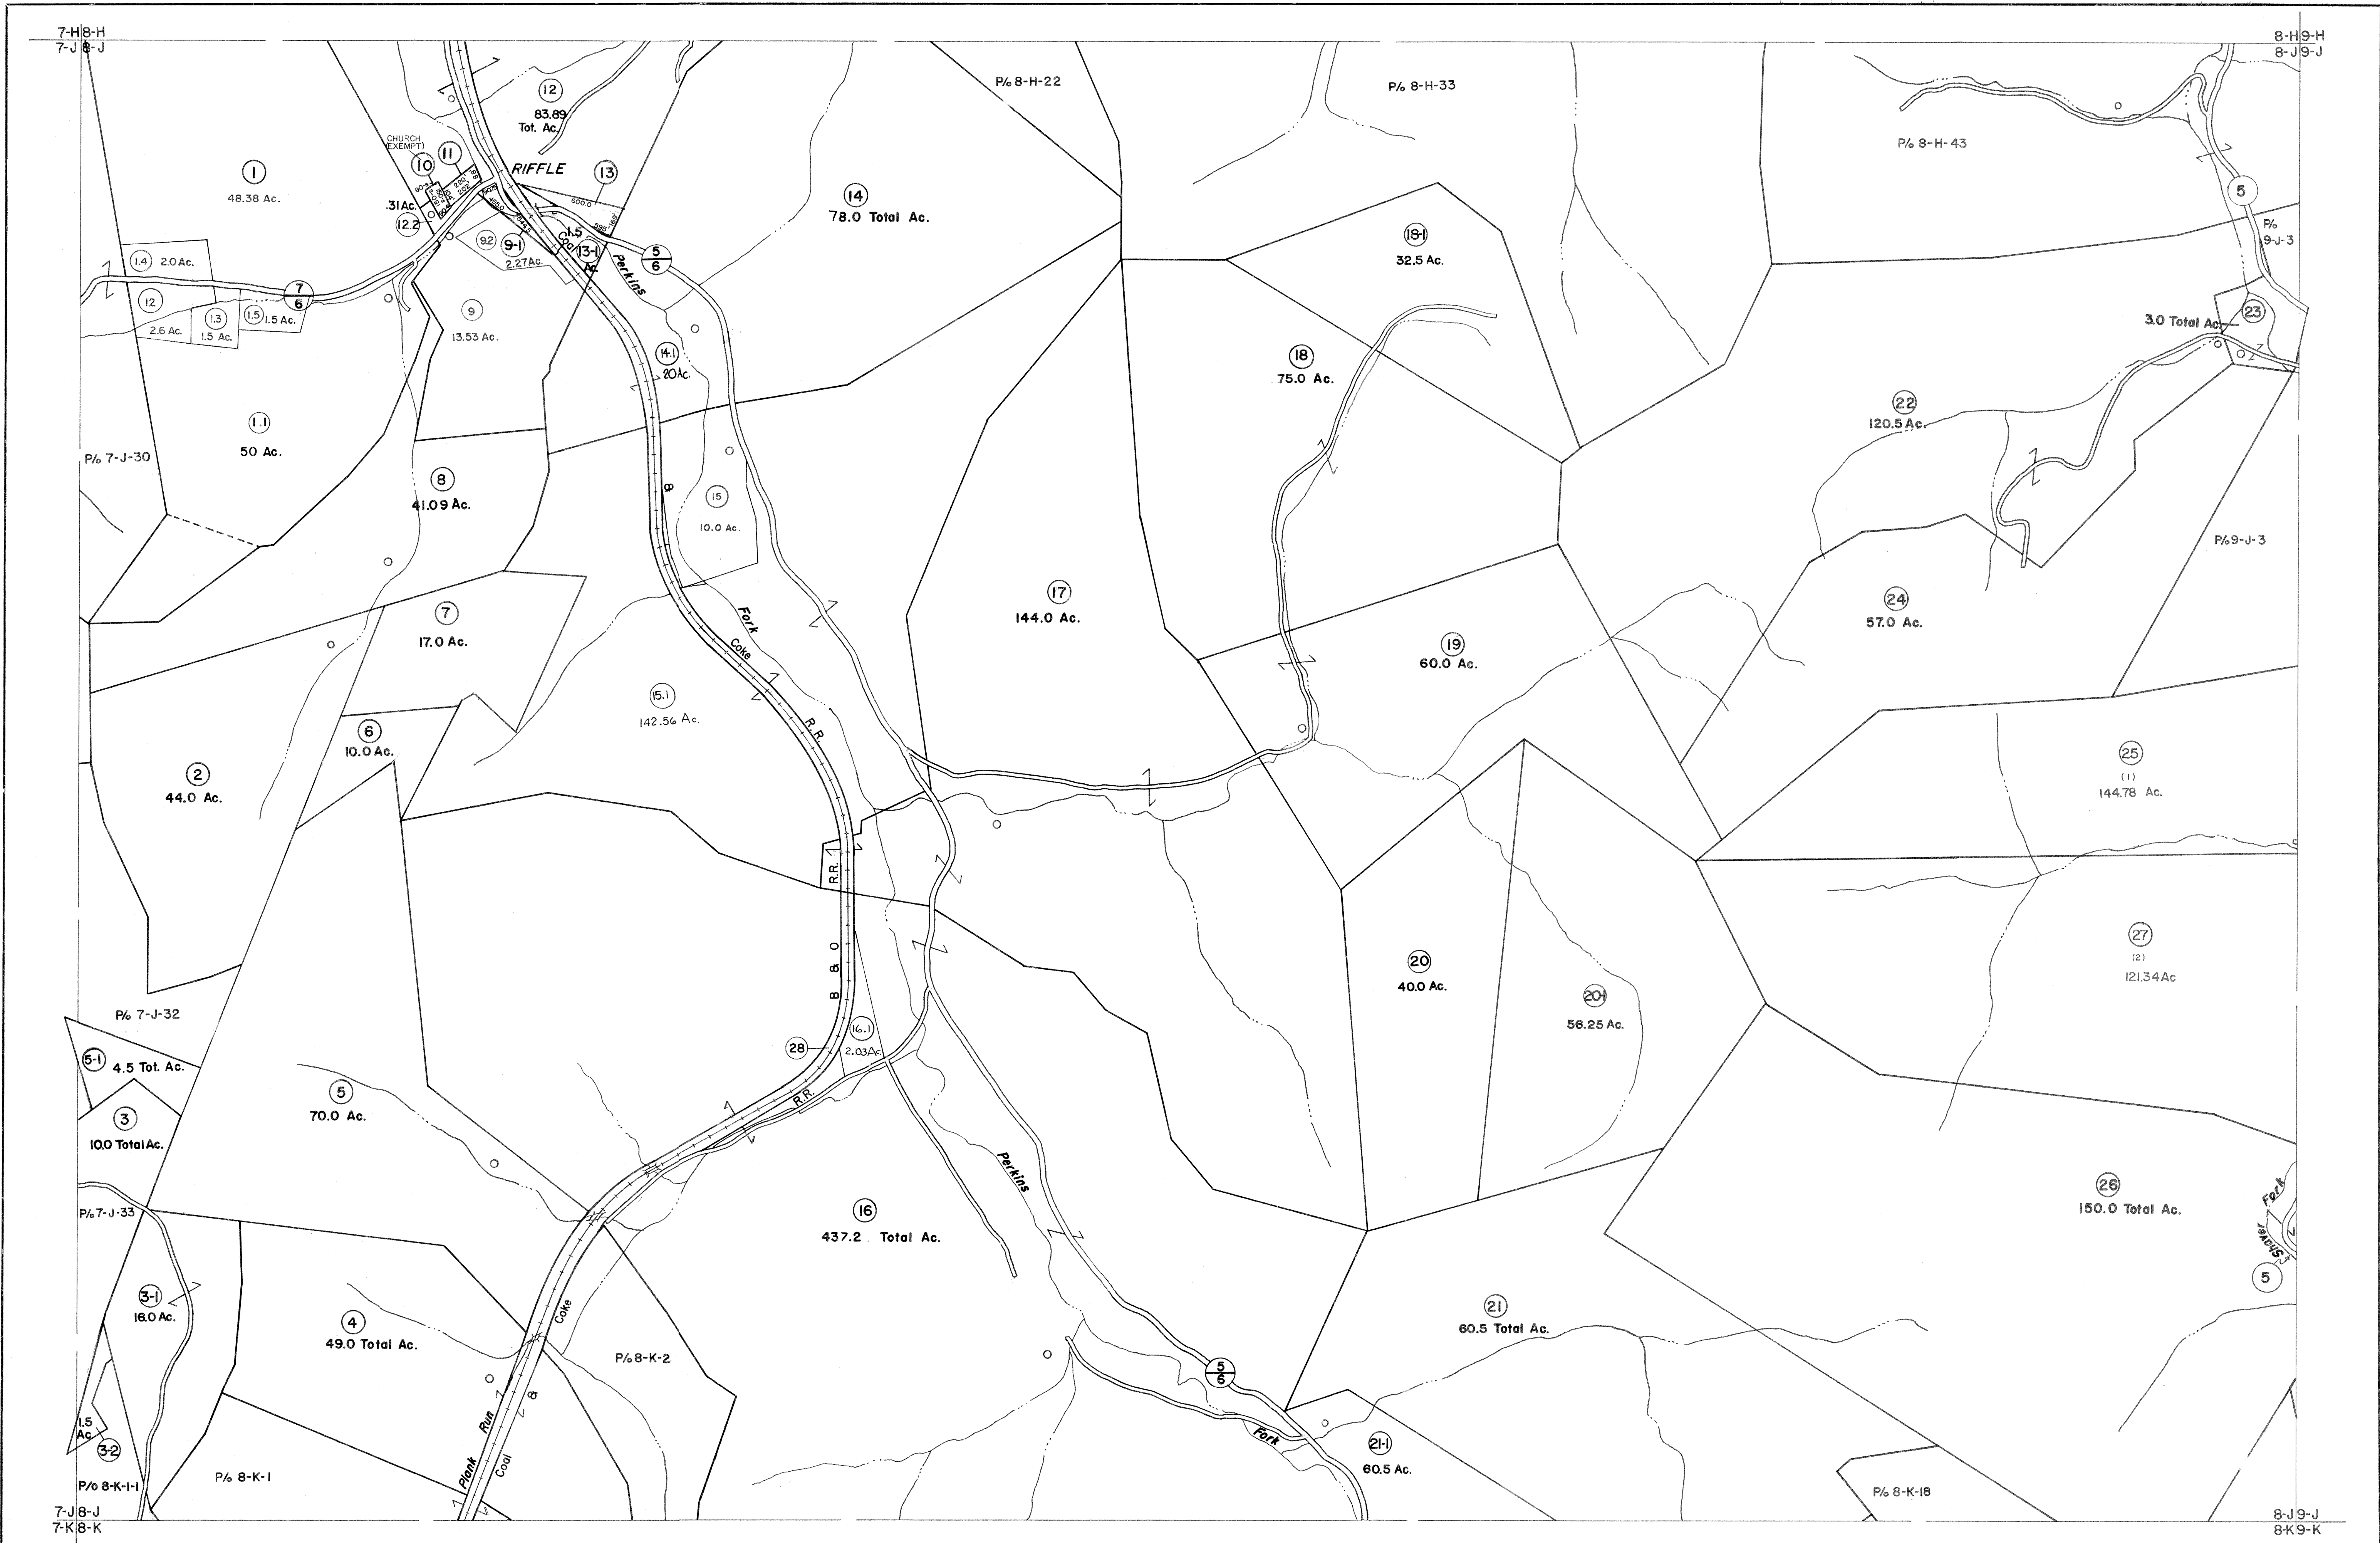 7-H 8-H
7-J 8-J
8-H 9-H
8-J 9-J
P/o 8-H-22
P/o 8-H-33
P/o 8-H-43
5
P/o
9-J-3
12
83.89
Tot. Ac.
CHURCH
(EXEMPT)
10
11
RIFFLE
13
600.0
1
48.38 Ac.
.31 Ac.
12.2
14
78.0 Total Ac.
9.2
9-1
2.27 Ac.
1.5
13-1
Ac.
Coal
Perkins
5
6
18-1
32.5 Ac.
1.4 2.0 Ac.
1.2
2.6 Ac.
1.3
1.5 Ac.
1.5 1.5 Ac.
7
6
9
13.53 Ac.
14.1
20 Ac.
18
75.0 Ac.
23
3.0 Total Ac.
22
120.5 Ac.
1.1
50 Ac.
P/o 7-J-30
8
41.09 Ac.
&
15
10.0 Ac.
P/o 9-J-3
7
17.0 Ac.
Fork
Coke
R. R.
17
144.0 Ac.
19
60.0 Ac.
24
57.0 Ac.
15.1
142.56 Ac.
6
10.0 Ac.
2
44.0 Ac.
25
(1)
144.78 Ac.
R.R.
B & O
20
40.0 Ac.
20-1
56.25 Ac.
27
(2)
121.34 Ac
P/o 7-J-32
5-1
4.5 Tot. Ac.
28
16.1
2.03 Ac.
R.R.
5
70.0 Ac.
3
10.0 Total Ac.
Perkins
P/o 7-J-33
16
437.2 Total Ac.
26
150.0 Total Ac.
Fork
Shaver
5
3-1
16.0 Ac.
4
49.0 Total Ac.
Coke
P/o 8-K-2
21
60.5 Total Ac.
5
6
&
Plank Run
Coal
1.5
Ac.
3-2
P/o 8-K-1-1
P/o 8-K-1
Fork
21-1
60.5 Ac.
P/o 8-K-18
7-J 8-J
7-K 8-K
8-J 9-J
8-K 9-K